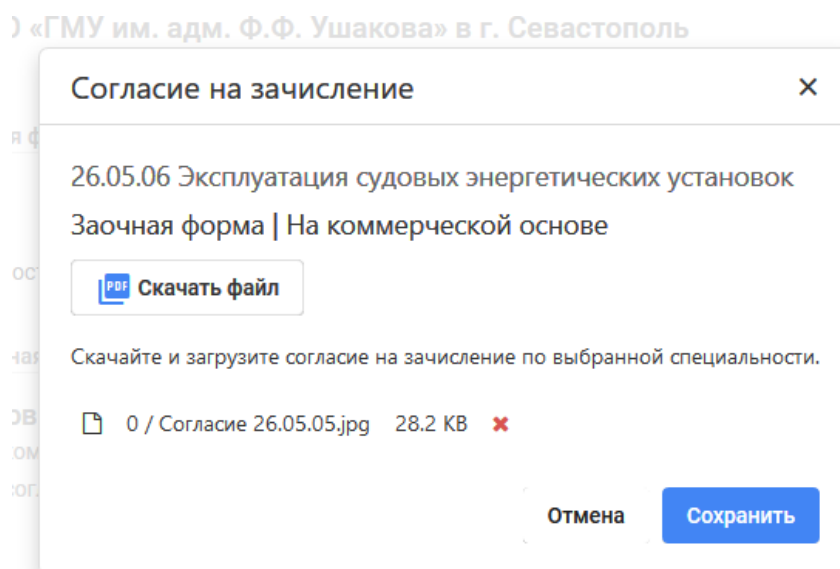 О «ГМУ им. адм. Ф.Ф. Ушакова» в г. Севастополь
Согласие на зачисление
26.05.06 Эксплуатация судовых энергетических установок
Заочная форма | На коммерческой основе
PDF Скачать файл
Скачайте и загрузите согласие на зачисление по выбранной специальности.
0 / Согласие 26.05.05.jpg 28.2 KB
Отмена Сохранить